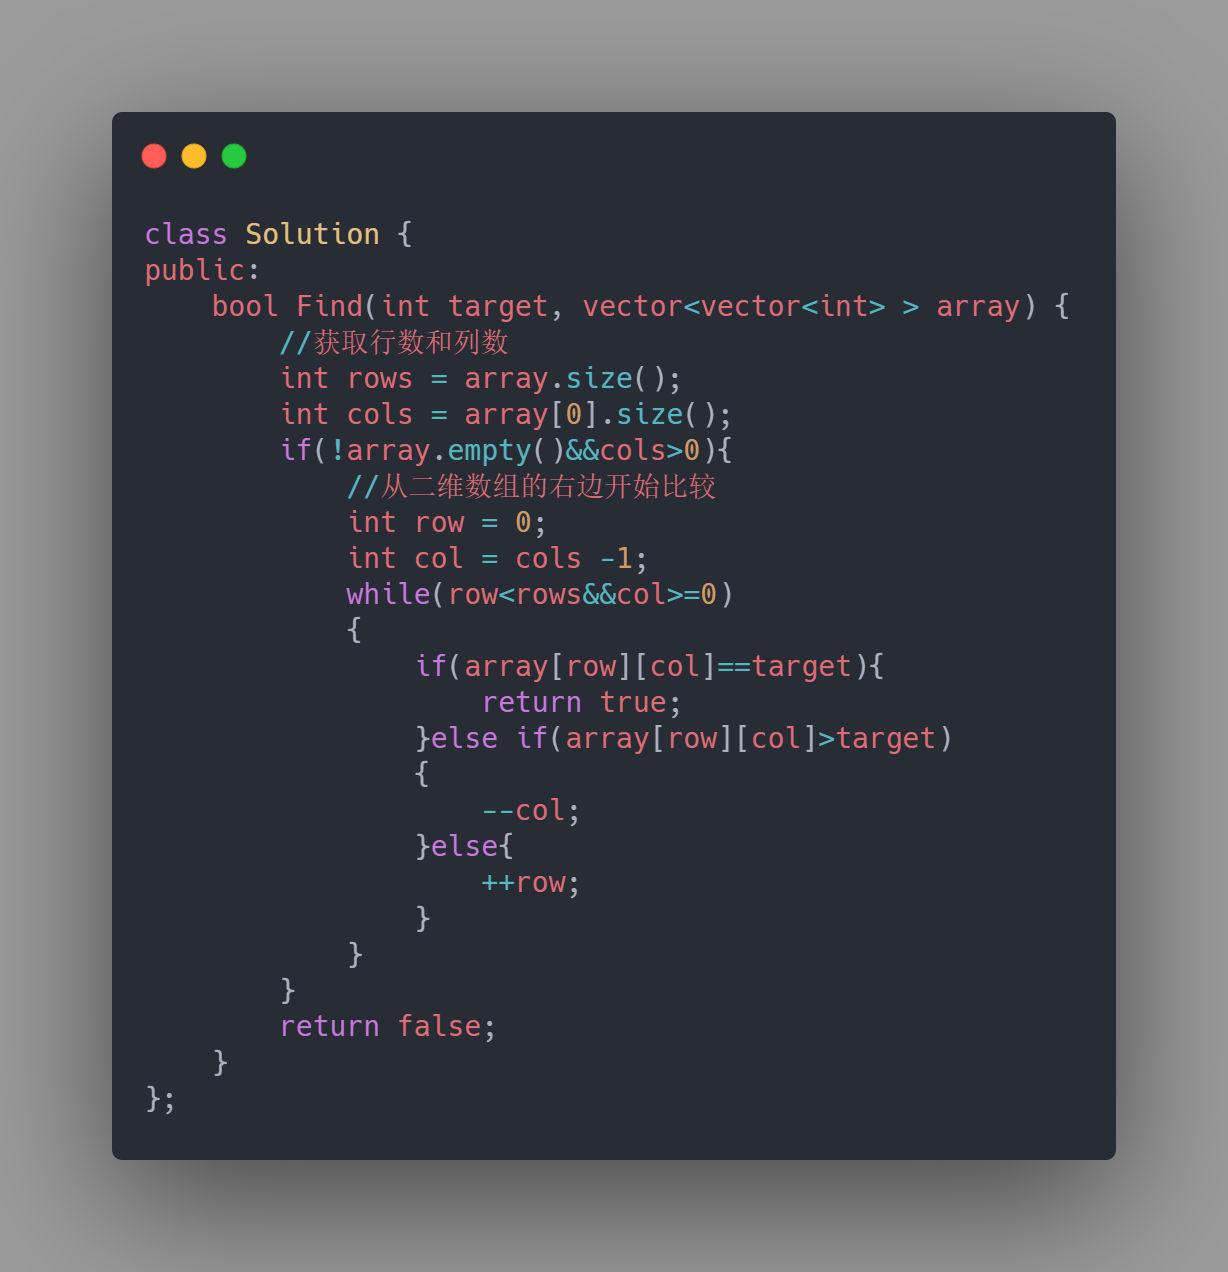 class Solution {
public:
    bool Find(int target, vector<vector<int> > array) {
        //获取行数和列数
        int rows = array.size();
        int cols = array[0].size();
        if(!array.empty()&&cols>0){
            //从二维数组的右边开始比较
            int row = 0;
            int col = cols -1;
            while(row<rows&&col>=0)
            {
                if(array[row][col]==target){
                    return true;
                }else if(array[row][col]>target)
                {
                    --col;
                }else{
                    ++row;
                }
            }
        }
        return false;
    }
};